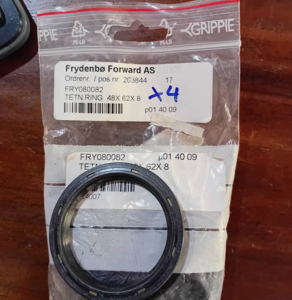 GRIPPIE
GRIPPIE
Frydenbø Forward AS
Ordrenr. / pos nr.
17
FRY080082
TETN.RING 48X 62X 8
X4
p01 40 09
FRY080082
p01 40 09
62X 8